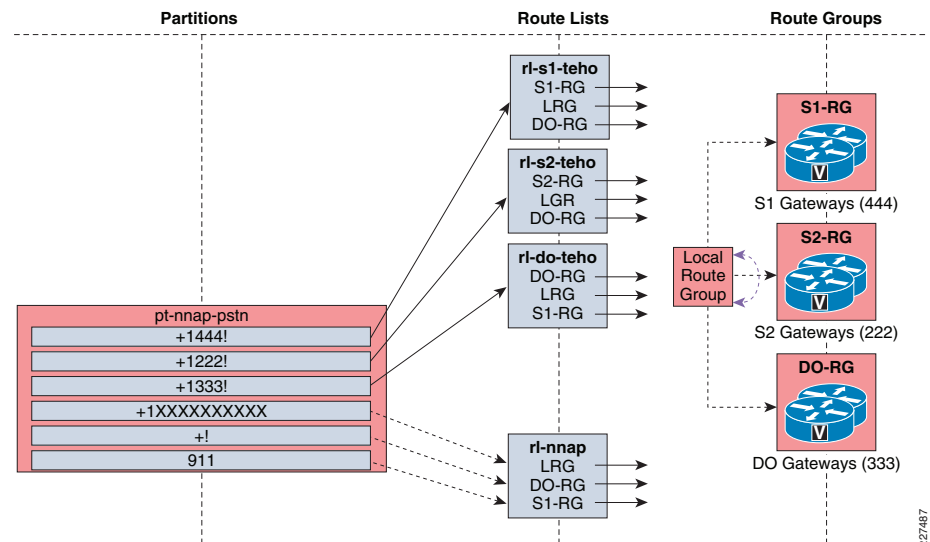 Partitions
Route Lists
Route Groups
rl-s1-teho
S1-RG
LRG
DO-RG
rl-s2-teho
S2-RG
LGR
DO-RG
rl-do-teho
DO-RG
LRG
S1-RG
pt-nnap-pstn
+1444!
+1222!
+1333!
+1XXXXXXXXXX
+!
911
rl-nnap
LRG
DO-RG
S1-RG
Local
Route
Group
S1-RG
V
S1 Gateways (444)
S2-RG
V
S2 Gateways (222)
DO-RG
V
DO Gateways (333)